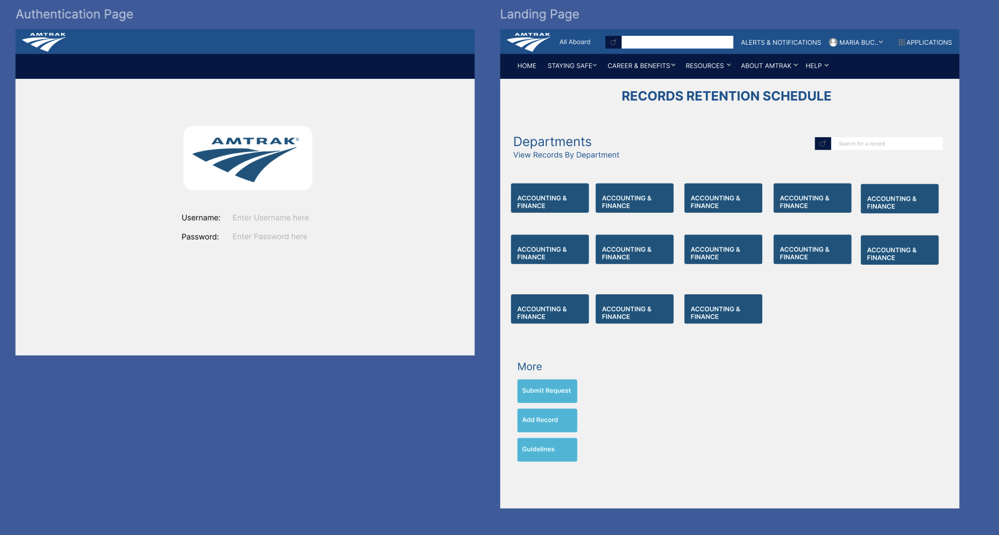 Authentication Page
AMTRAK
AMTRAK®
Username: Enter Username here
Password: Enter Password here
Landing Page
AMTRAK
All Aboard
ALERTS & NOTIFICATIONS
MARIA BUC..
APPLICATIONS
HOME STAYING SAFE CAREER & BENEFITS RESOURCES ABOUT AMTRAK HELP
RECORDS RETENTION SCHEDULE
Departments
View Records By Department
Search for a record
ACCOUNTING &
FINANCE
ACCOUNTING &
FINANCE
ACCOUNTING &
FINANCE
ACCOUNTING &
FINANCE
ACCOUNTING &
FINANCE
ACCOUNTING &
FINANCE
ACCOUNTING &
FINANCE
ACCOUNTING &
FINANCE
ACCOUNTING &
FINANCE
ACCOUNTING &
FINANCE
ACCOUNTING &
FINANCE
ACCOUNTING &
FINANCE
ACCOUNTING &
FINANCE
More
Submit Request
Add Record
Guidelines